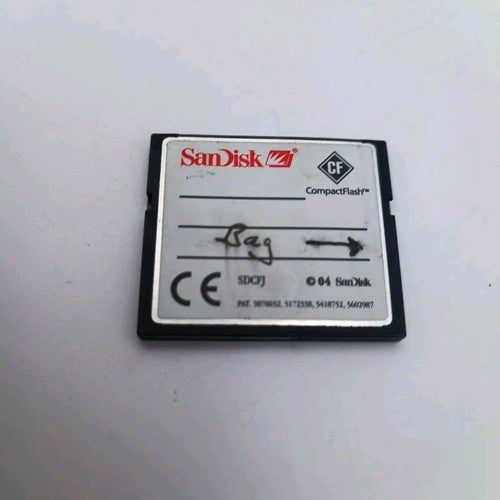 SanDisk®
CF
CompactFlash™
Bag →
SDCFJ © 04 SanDisk
CE
PAT. 5070032, 5172338, 5418752, 5602987